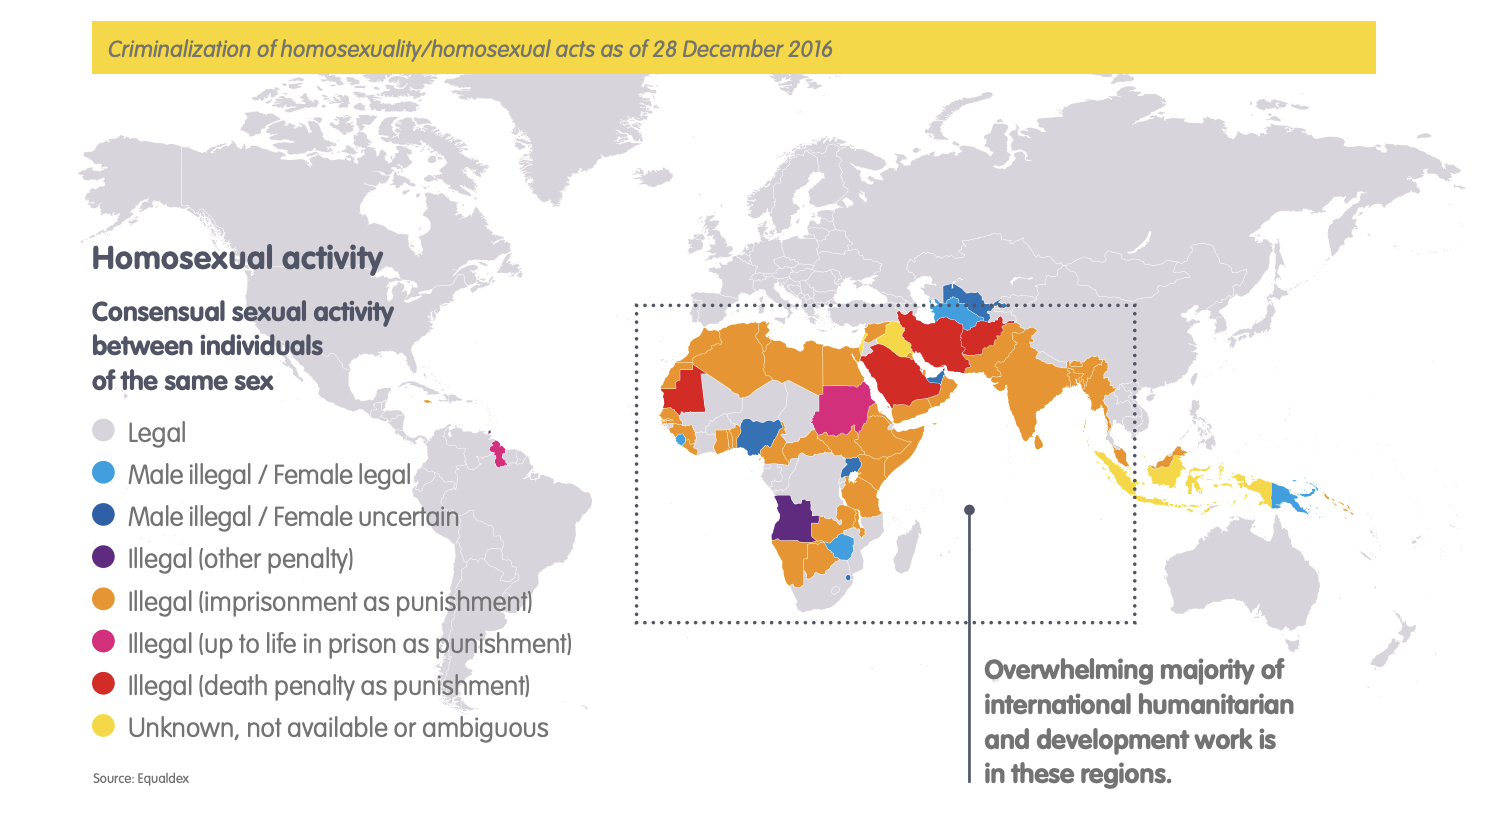 Criminalization of homosexuality/homosexual acts as of 28 December 2016
Homosexual activity
Consensual sexual activity
between individuals
of the same sex
Legal
Male illegal / Female legal
Male illegal / Female uncertain
Illegal (other penalty)
Illegal (imprisonment as punishment)
Illegal (up to life in prison as punishment)
Illegal (death penalty as punishment)
Unknown, not available or ambiguous
Source: Equaldex
Overwhelming majority of
international humanitarian
and development work is
in these regions.